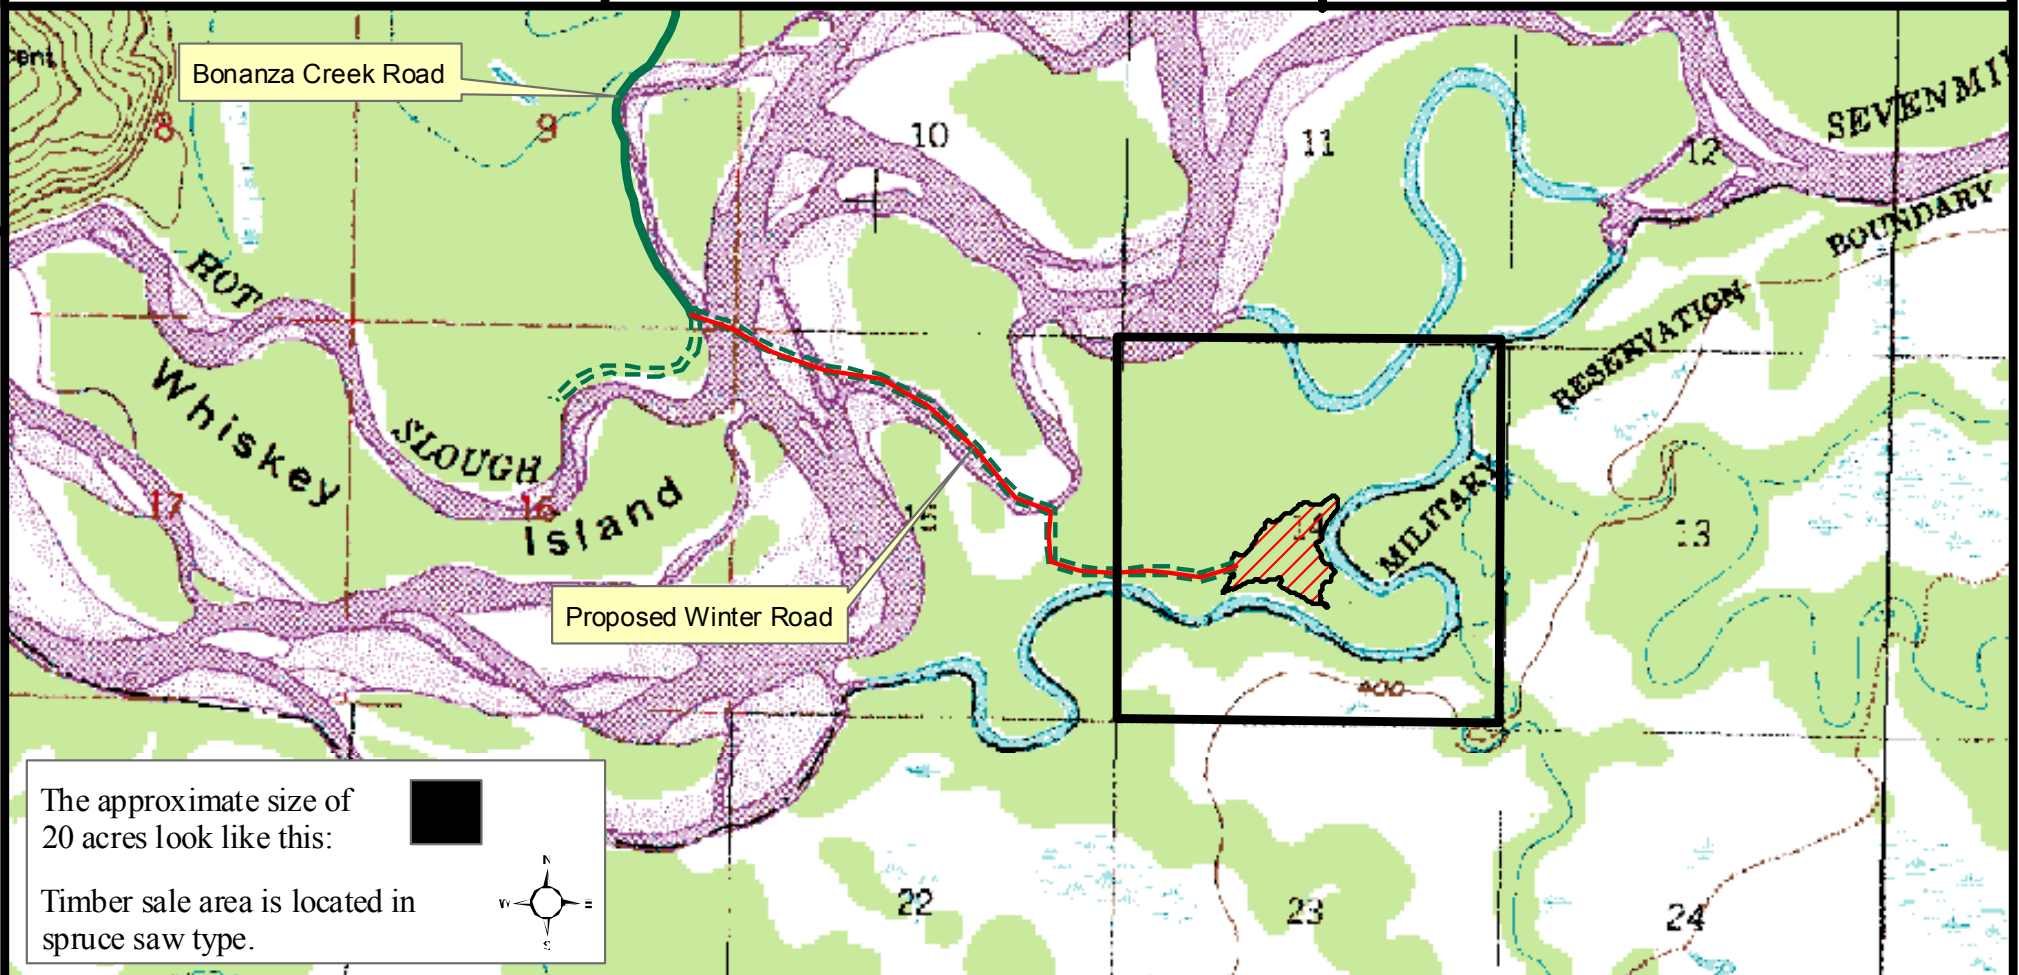 Bonanza Creek Road
8
9
10
11
12
SEVENMI
BOUNDARY
RESERVATION
MILITARY
HOT
SLOUGH
Whiskey
Island
17
16
15
14
13
Proposed Winter Road
400
22
23
24
The approximate size of
20 acres look like this:
Timber sale area is located in
spruce saw type.
N
W
E
S